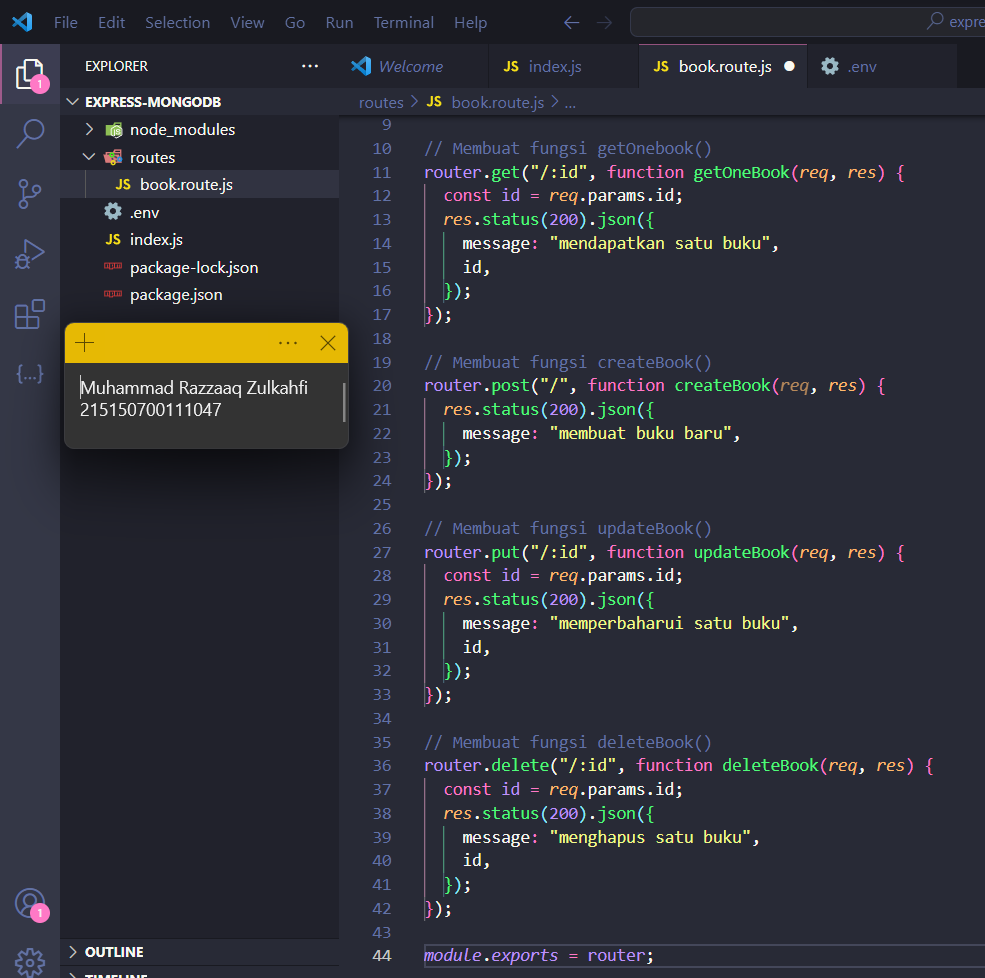 File Edit Selection View Go Run Terminal Help
expre
EXPLORER
Welcome
JS index.js
JS book.route.js
.env
1
EXPRESS-MONGODB
node_modules
routes
JS book.route.js
.env
JS index.js
package-lock.json
package.json
Muhammad Razzaaq Zulkahfi
215150700111047
routes > JS book.route.js > ...
9
10 // Membuat fungsi getOnebook()
11 router.get("/:id", function getOneBook(req, res) {
12 const id = req.params.id;
13 res.status(200).json({
14 message: "mendapatkan satu buku",
15 id,
16 });
17 });
18
19 // Membuat fungsi createBook()
20 router.post("/", function createBook(req, res) {
21 res.status(200).json({
22 message: "membuat buku baru",
23 });
24 });
25
26 // Membuat fungsi updateBook()
27 router.put("/:id", function updateBook(req, res) {
28 const id = req.params.id;
29 res.status(200).json({
30 message: "memperbaharui satu buku",
31 id,
32 });
33 });
34
35 // Membuat fungsi deleteBook()
36 router.delete("/:id", function deleteBook(req, res) {
37 const id = req.params.id;
38 res.status(200).json({
39 message: "menghapus satu buku",
40 id,
41 });
42 });
43
44 module.exports = router;
1
OUTLINE
TIMELINE